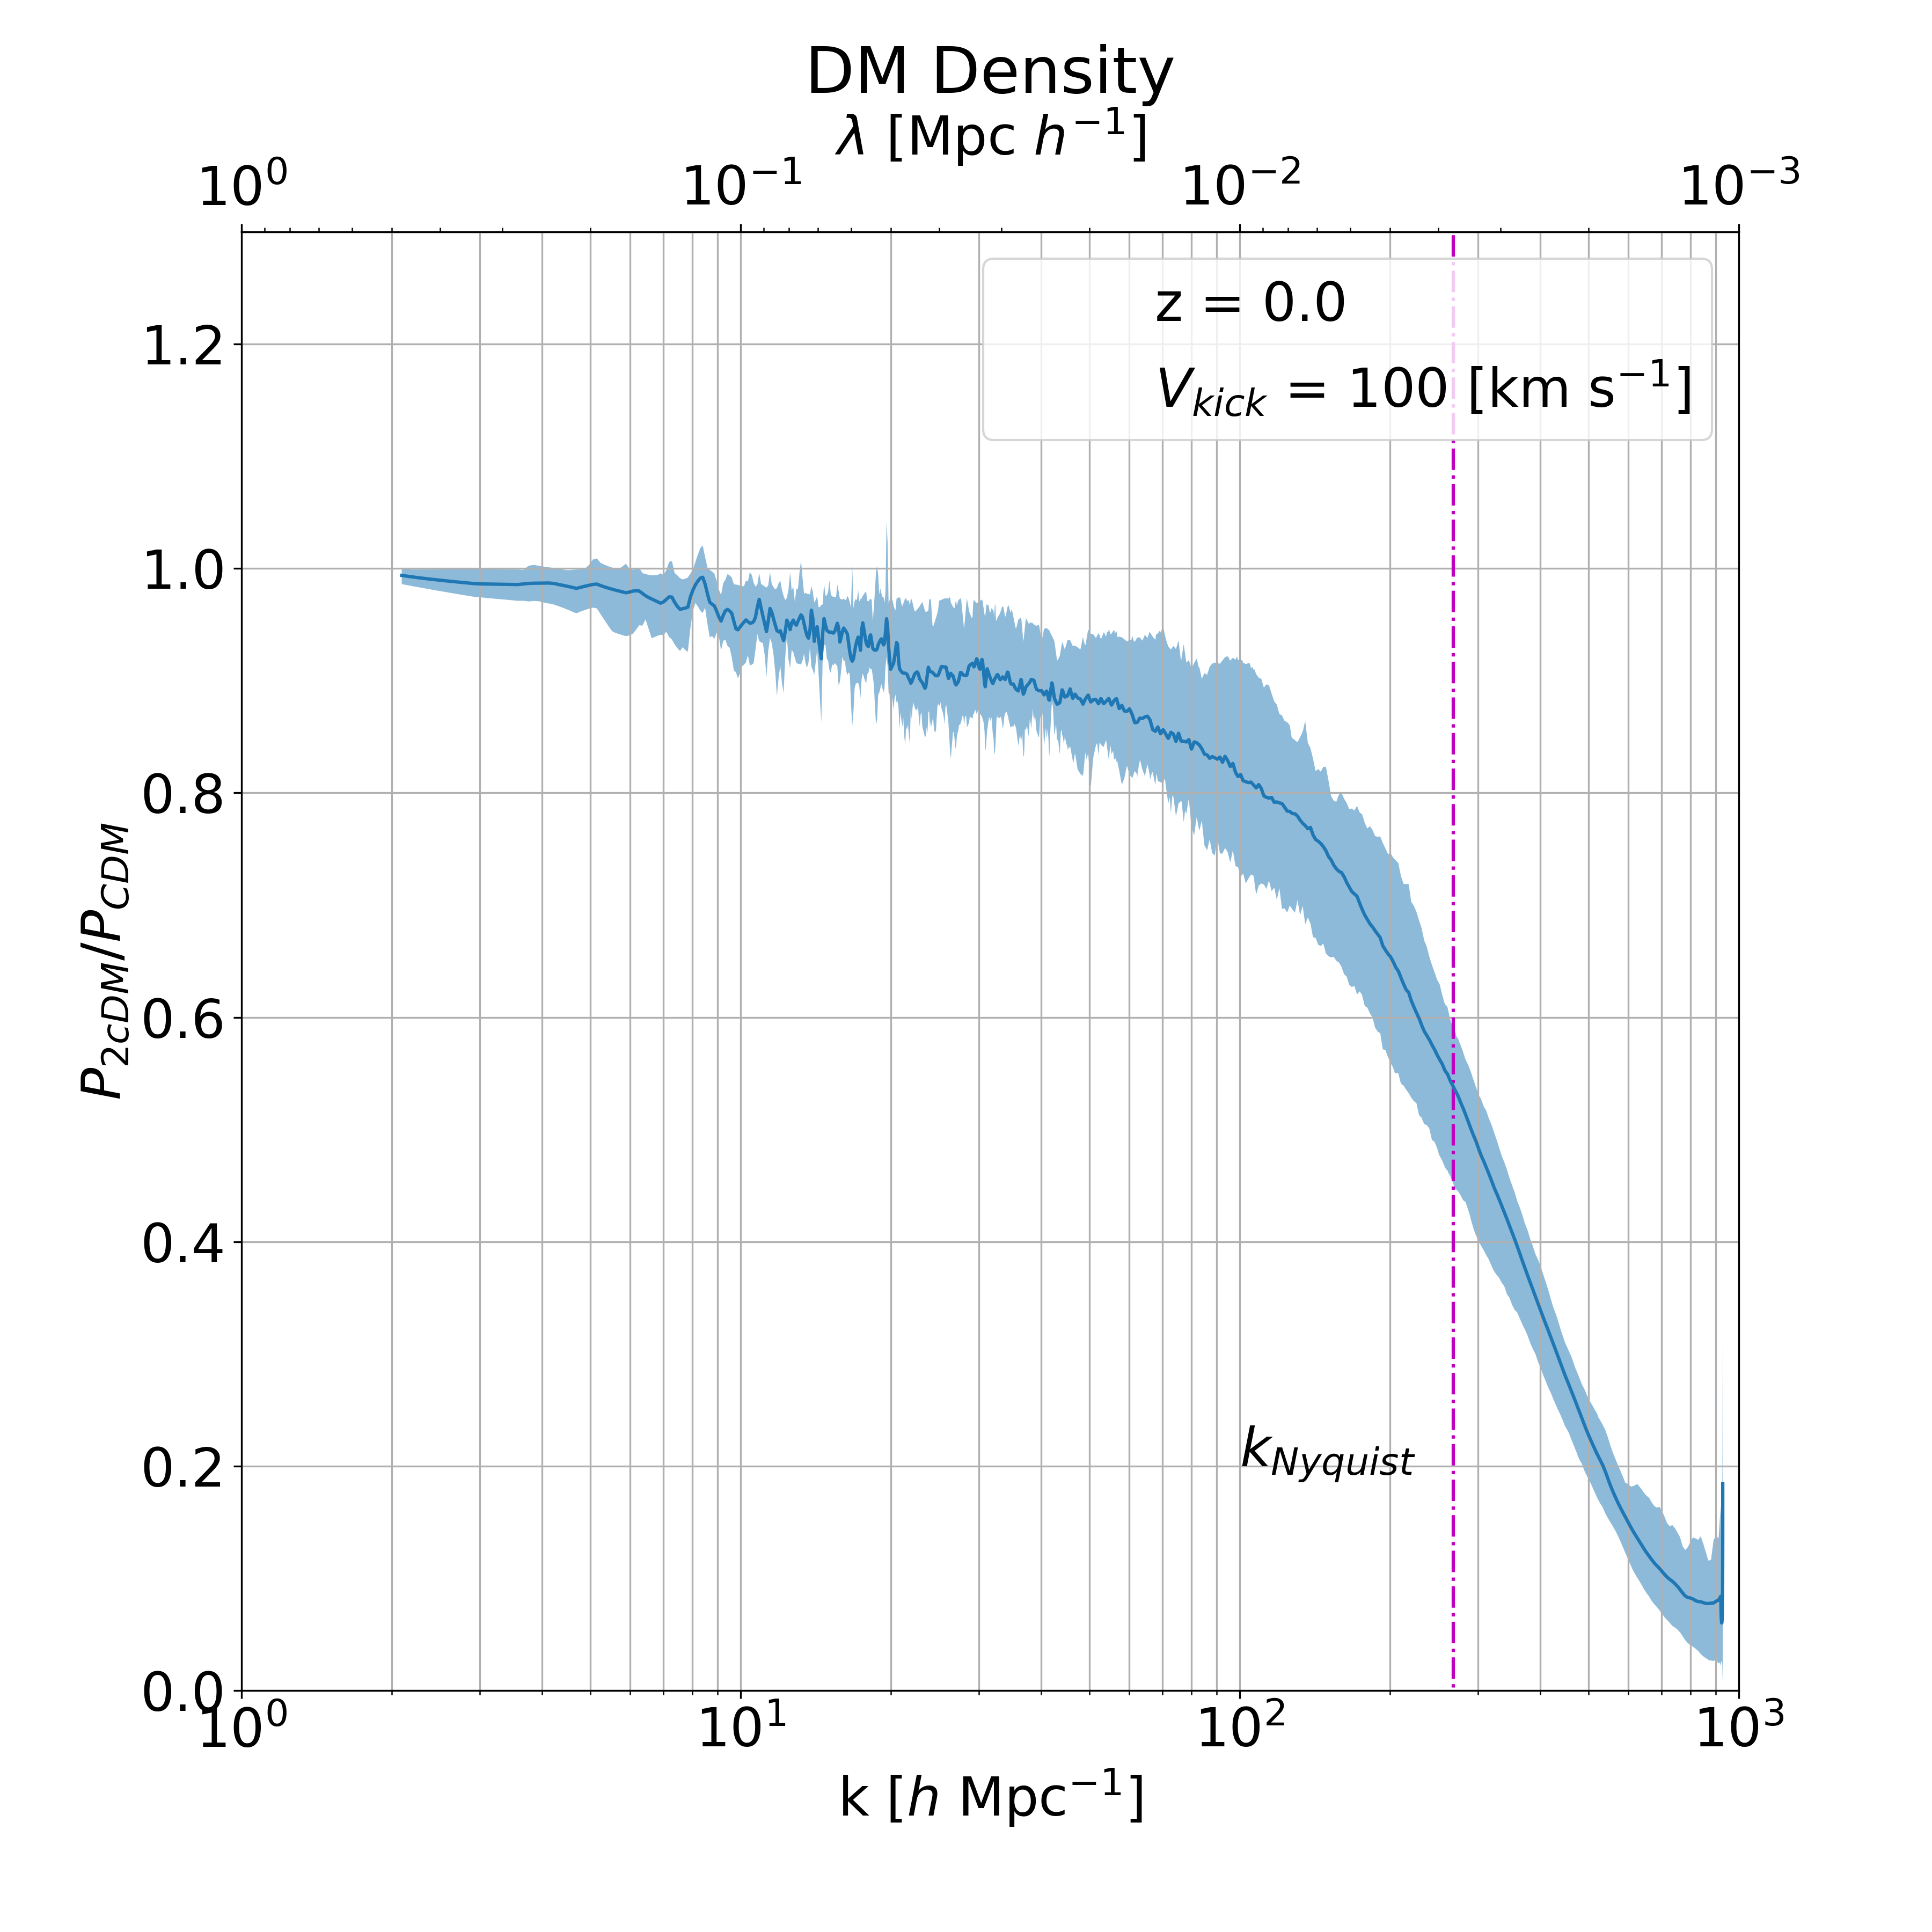 DM Density
λ [Mpc h⁻¹]
10⁰ 10⁻¹ 10⁻² 10⁻³
z = 0.0
V_kick = 100 [km s⁻¹]
1.2
1.0
0.8
0.6
0.4
0.2
0.0
P_2cDM/P_CDM
k_Nyquist
10⁰ 10¹ 10² 10³
k [h Mpc⁻¹]